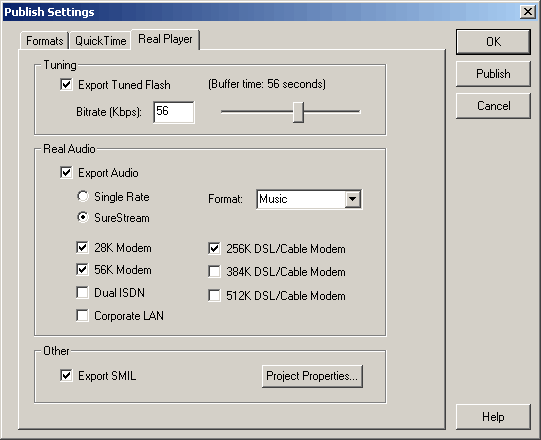 Publish Settings
Formats QuickTime Real Player
OK
Publish
Cancel
Tuning
Export Tuned Flash (Buffer time: 56 seconds)
Bitrate (Kbps): 56
Real Audio
Export Audio
Single Rate Format: Music
SureStream
28K Modem 256K DSL/Cable Modem
56K Modem 384K DSL/Cable Modem
Dual ISDN 512K DSL/Cable Modem
Corporate LAN
Other
Export SMIL Project Properties...
Help